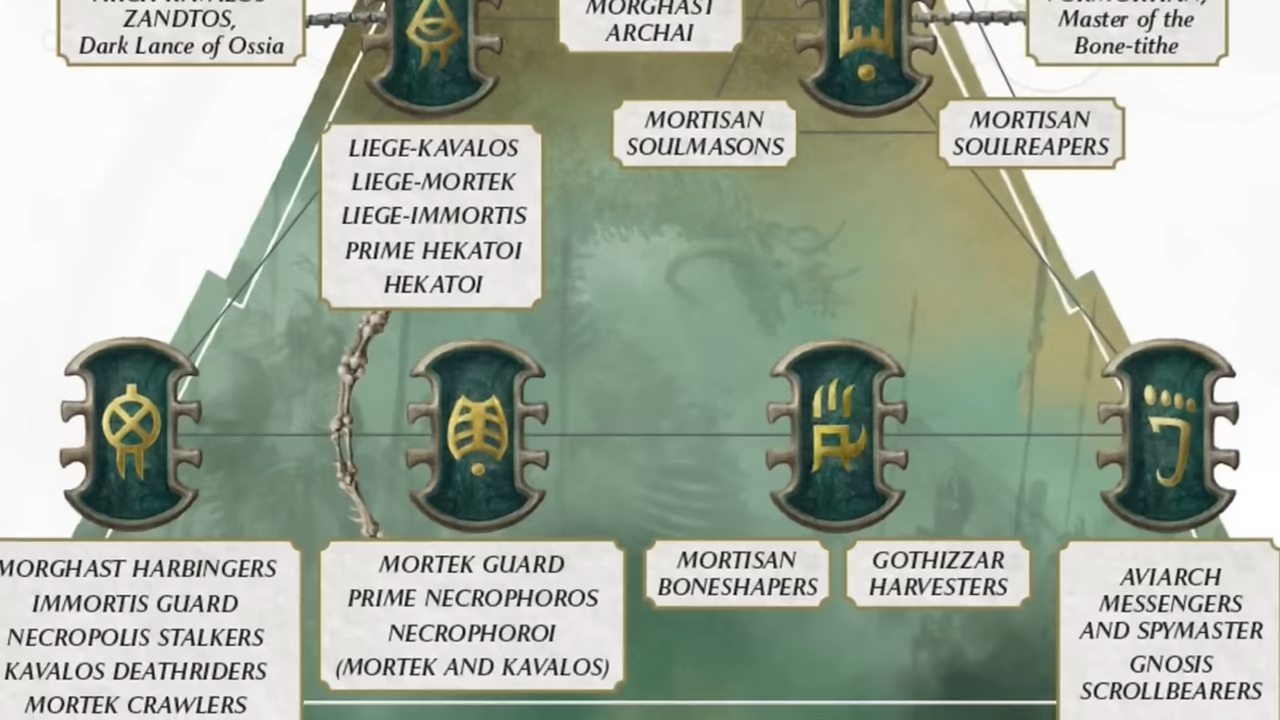 ZANDTOS,
Dark Lance of Ossia
MORGHAST
ARCHAI
Master of the
Bone-tithe
MORTISAN
SOULMASONS
MORTISAN
SOULREAPERS
LIEGE-KAVALOS
LIEGE-MORTEK
LIEGE-IMMORTIS
PRIME HEKATOI
HEKATOI
MORGHAST HARBINGERS
IMMORTIS GUARD
NECROPOLIS STALKERS
KAVALOS DEATHRIDERS
MORTEK CRAWLERS
MORTEK GUARD
PRIME NECROPHOROS
NECROPHOROI
(MORTEK AND KAVALOS)
MORTISAN
BONESHAPERS
GOTHIZZAR
HARVESTERS
AVIARCH
MESSENGERS
AND SPYMASTER
GNOSIS
SCROLLBEARERS